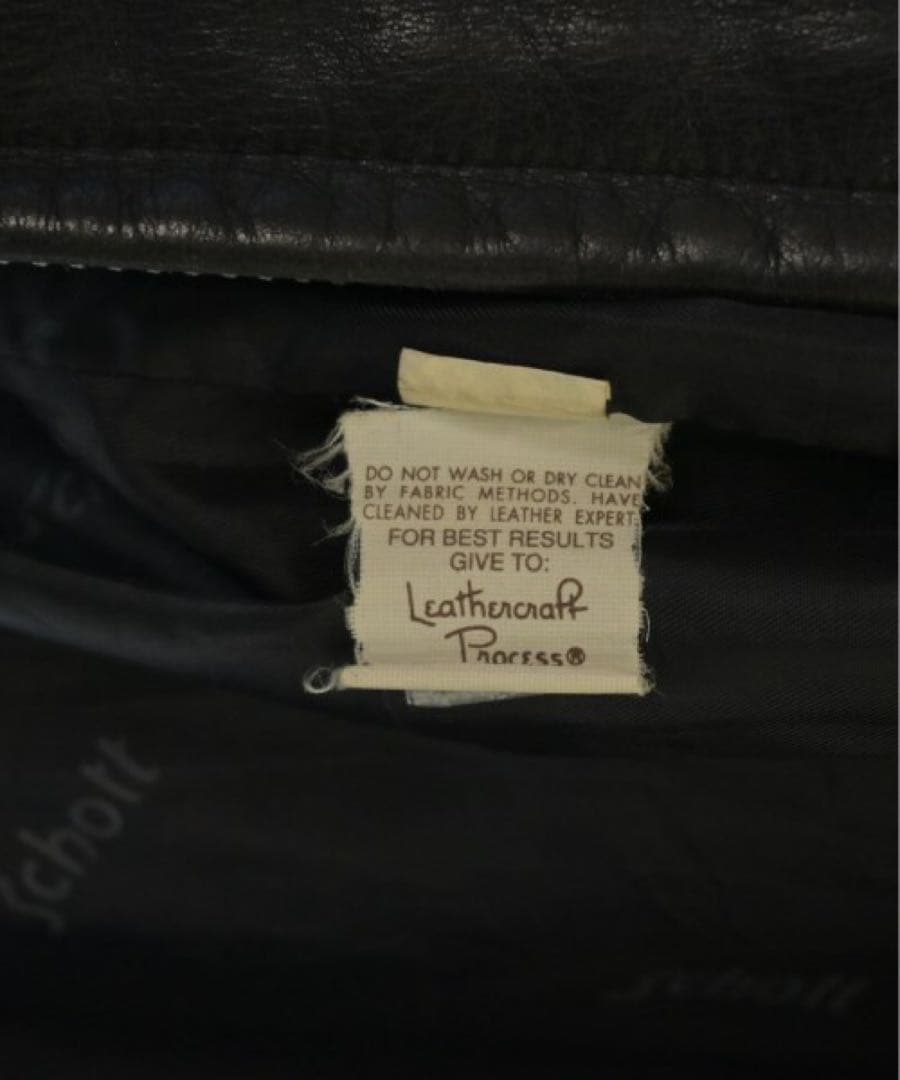 DO NOT WASH OR DRY CLEAN
BY FABRIC METHODS. HAVE
CLEANED BY LEATHER EXPERT.
FOR BEST RESULTS
GIVE TO:
Leathercraft
Process®
Schott
Schott